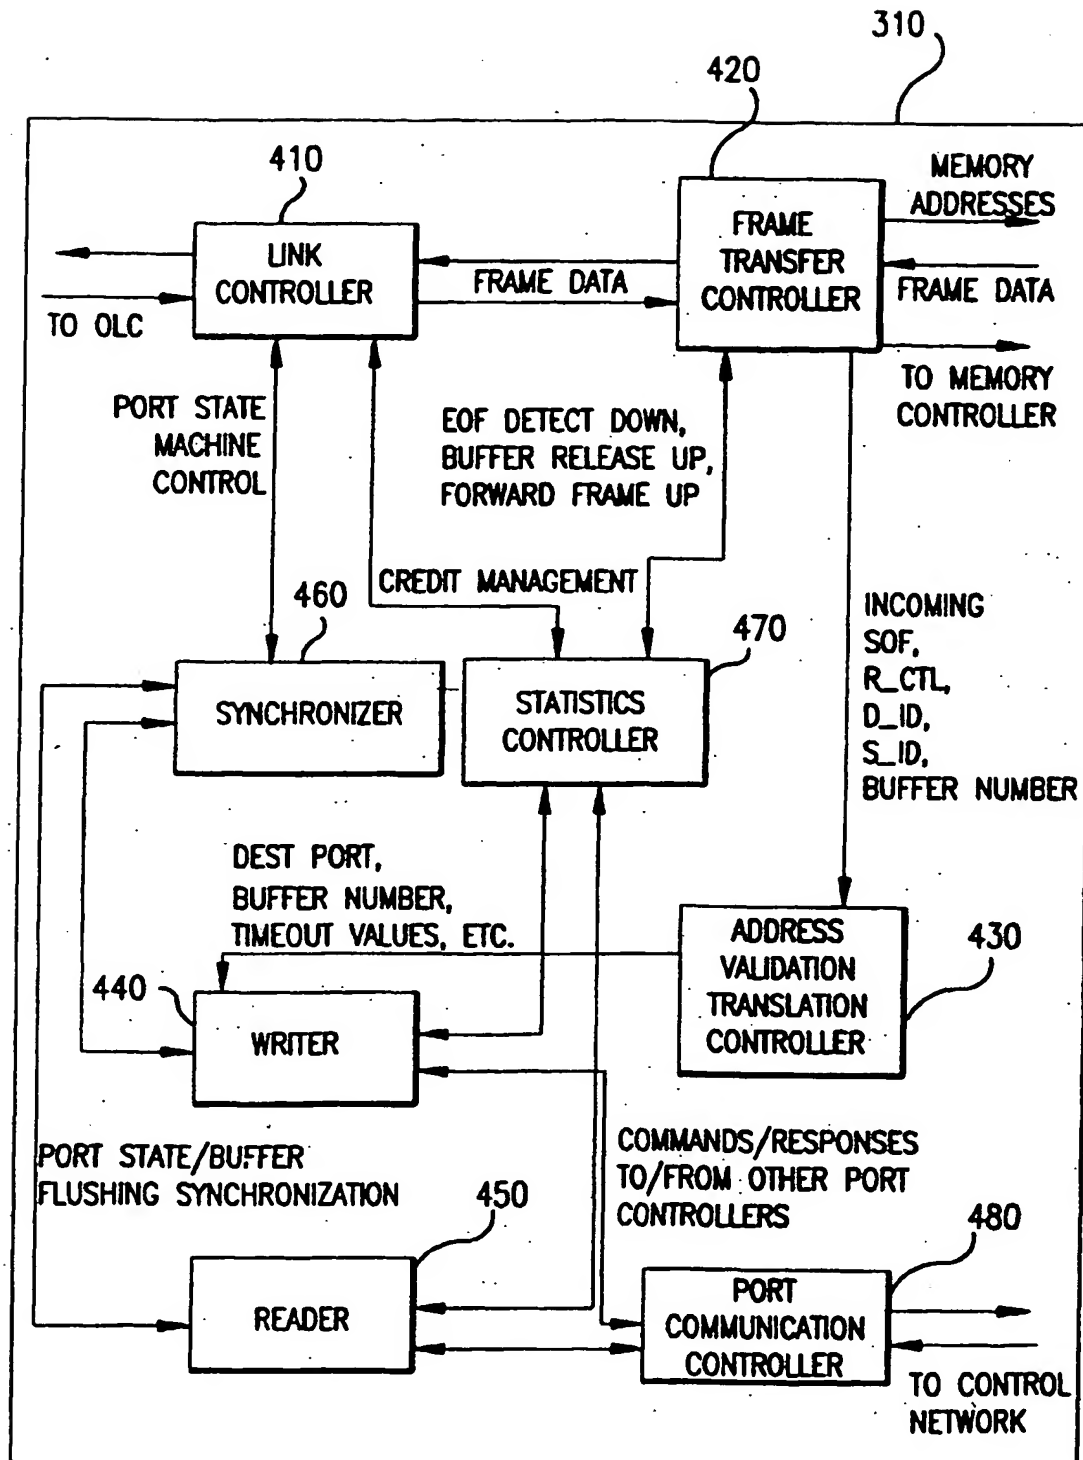 310
420
410
MEMORY
ADDRESSES
LINK
CONTROLLER
FRAME
TRANSFER
CONTROLLER
FRAME DATA
FRAME DATA
TO OLC
TO MEMORY
CONTROLLER
PORT STATE
MACHINE
CONTROL
EOF DETECT DOWN,
BUFFER RELEASE UP,
FORWARD FRAME UP
CREDIT MANAGEMENT
460
470
INCOMING
SOF,
R_CTL,
D_ID,
S_ID,
BUFFER NUMBER
SYNCHRONIZER
STATISTICS
CONTROLLER
DEST PORT,
BUFFER NUMBER,
TIMEOUT VALUES, ETC.
ADDRESS
VALIDATION
TRANSLATION
CONTROLLER
430
440
WRITER
PORT STATE/BUFFER
FLUSHING SYNCHRONIZATION
COMMANDS/RESPONSES
TO/FROM OTHER PORT
CONTROLLERS
450
480
READER
PORT
COMMUNICATION
CONTROLLER
TO CONTROL
NETWORK